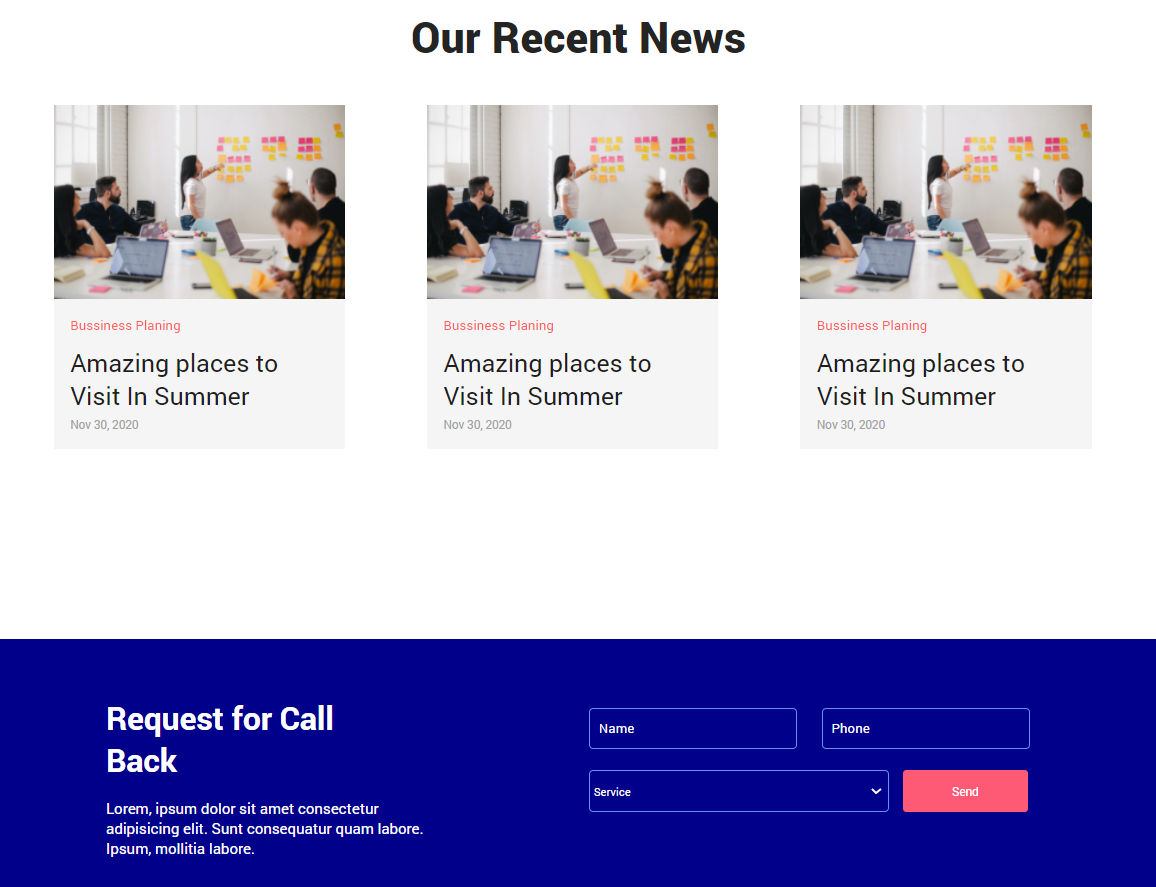 Our Recent News
Bussiness Planing
Amazing places to
Visit In Summer
Nov 30, 2020
Bussiness Planing
Amazing places to
Visit In Summer
Nov 30, 2020
Bussiness Planing
Amazing places to
Visit In Summer
Nov 30, 2020
Request for Call
Back
Lorem, ipsum dolor sit amet consectetur
adipisicing elit. Sunt consequatur quam labore.
Ipsum, mollitia labore.
Name
Phone
Service
Send